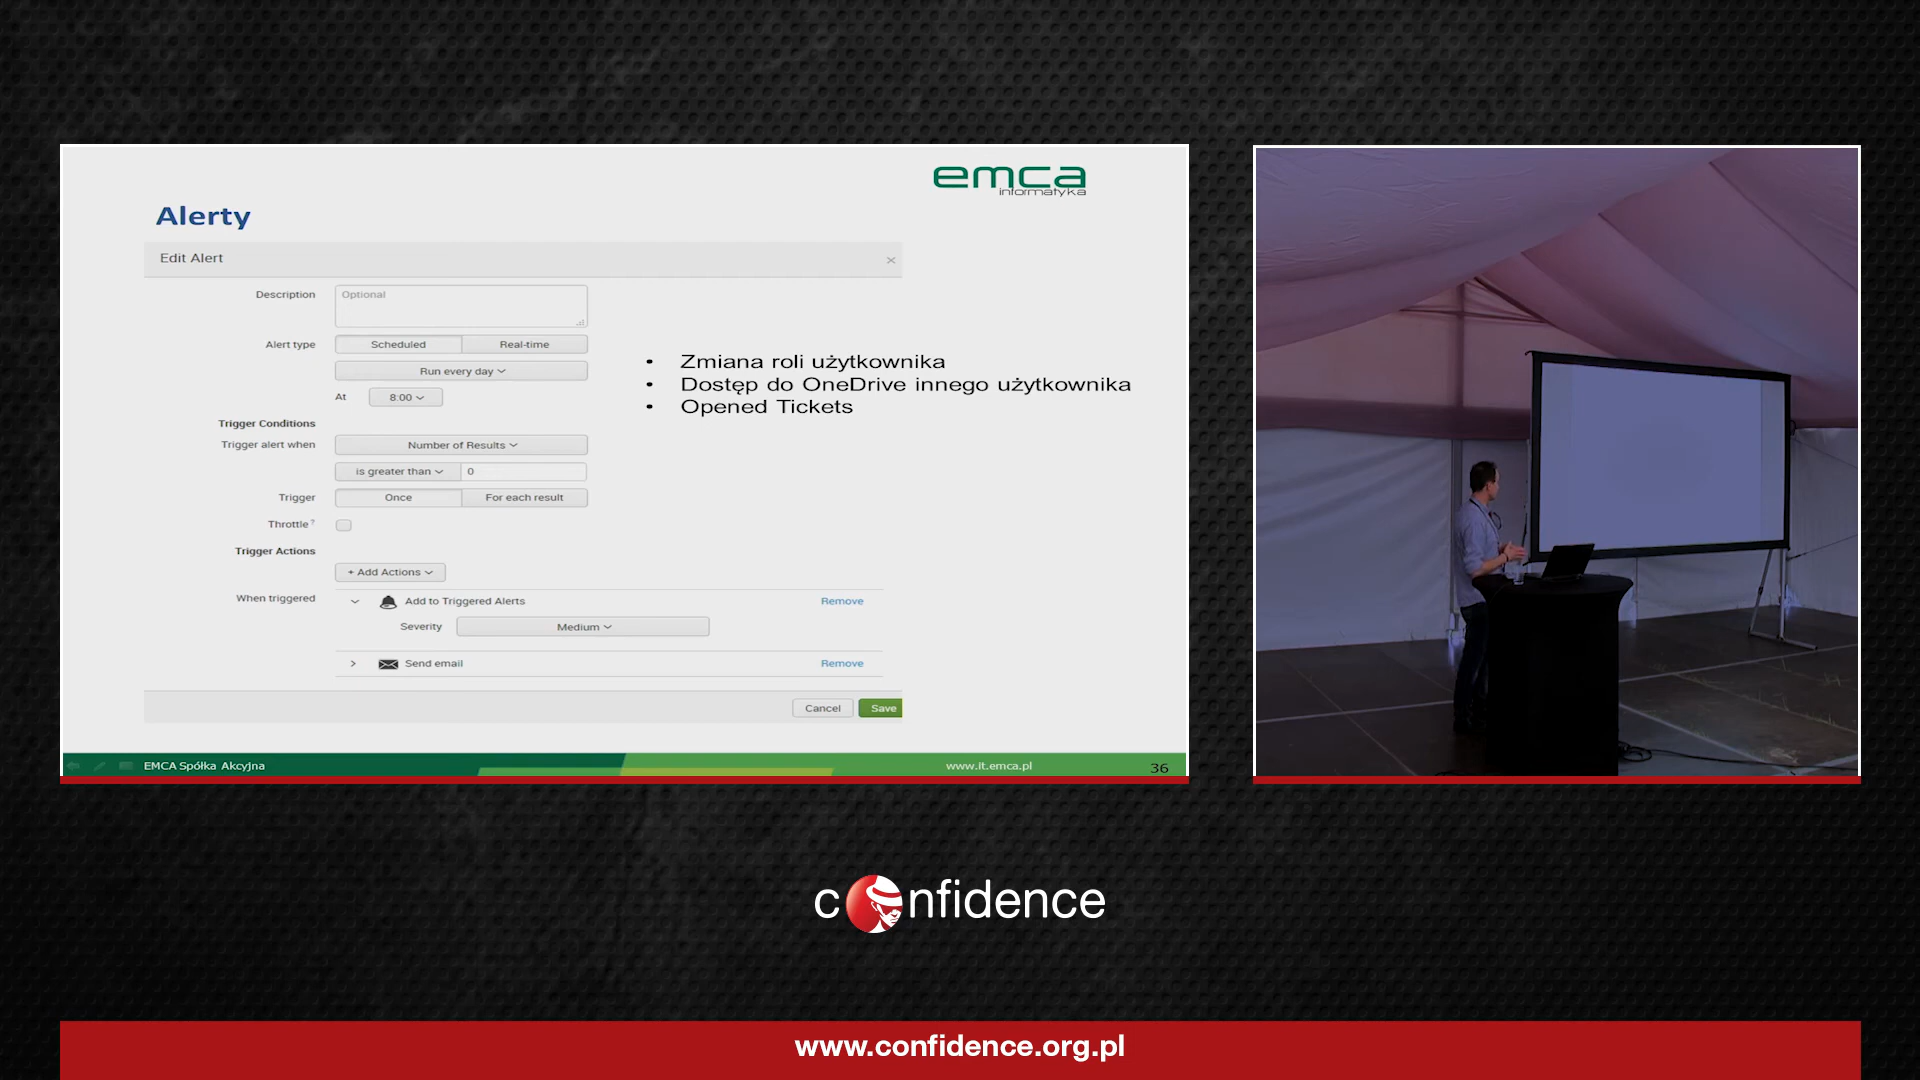 emca
informatyka
Alerty
Edit Alert
×
Description Optional
Alert type Scheduled Real-time
Run every day
At 8:00
Trigger Conditions
Trigger alert when Number of Results
is greater than 0
Trigger Once For each result
Throttle ?
Trigger Actions
+ Add Actions
When triggered Add to Triggered Alerts Remove
Severity Medium
Send email Remove
Cancel Save
• Zmiana roli użytkownika
• Dostęp do OneDrive innego użytkownika
• Opened Tickets
EMCA Spółka Akcyjna www.it.emca.pl 36
confidence
www.confidence.org.pl